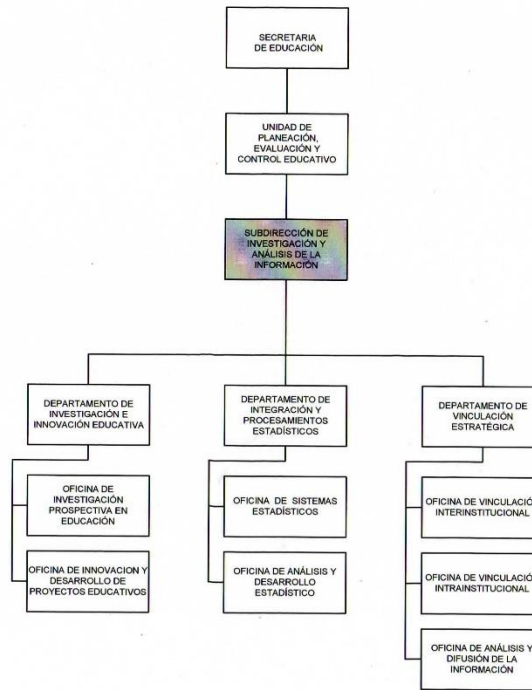 SECRETARIA
DE EDUCACIÓN
UNIDAD DE
PLANEACIÓN,
EVALUACIÓN Y
CONTROL EDUCATIVO
SUBDIRECCIÓN DE
INVESTIGACIÓN Y
ANÁLISIS DE LA
INFORMACIÓN
DEPARTAMENTO DE
INVESTIGACIÓN E
INNOVACIÓN EDUCATIVA
OFICINA DE
INVESTIGACIÓN
PROSPECTIVA EN
EDUCACIÓN
OFICINA DE INNOVACION Y
DESARROLLO DE
PROYECTOS EDUCATIVOS
DEPARTAMENTO DE
INTEGRACIÓN Y
PROCESAMIENTOS
ESTADÍSTICOS
OFICINA DE SISTEMAS
ESTADÍSTICOS
OFICINA DE ANÁLISIS Y
DESARROLLO
ESTADÍSTICO
DEPARTAMENTO DE
VINCULACIÓN
ESTRATÉGICA
OFICINA DE VINCULACIÓ
INTERINSTITUCIONAL
OFICINA DE VINCULACIÓ
INTRAINSTITUCIONAL
OFICINA DE ANÁLISIS Y
DIFUSIÓN DE LA
INFORMACIÓN